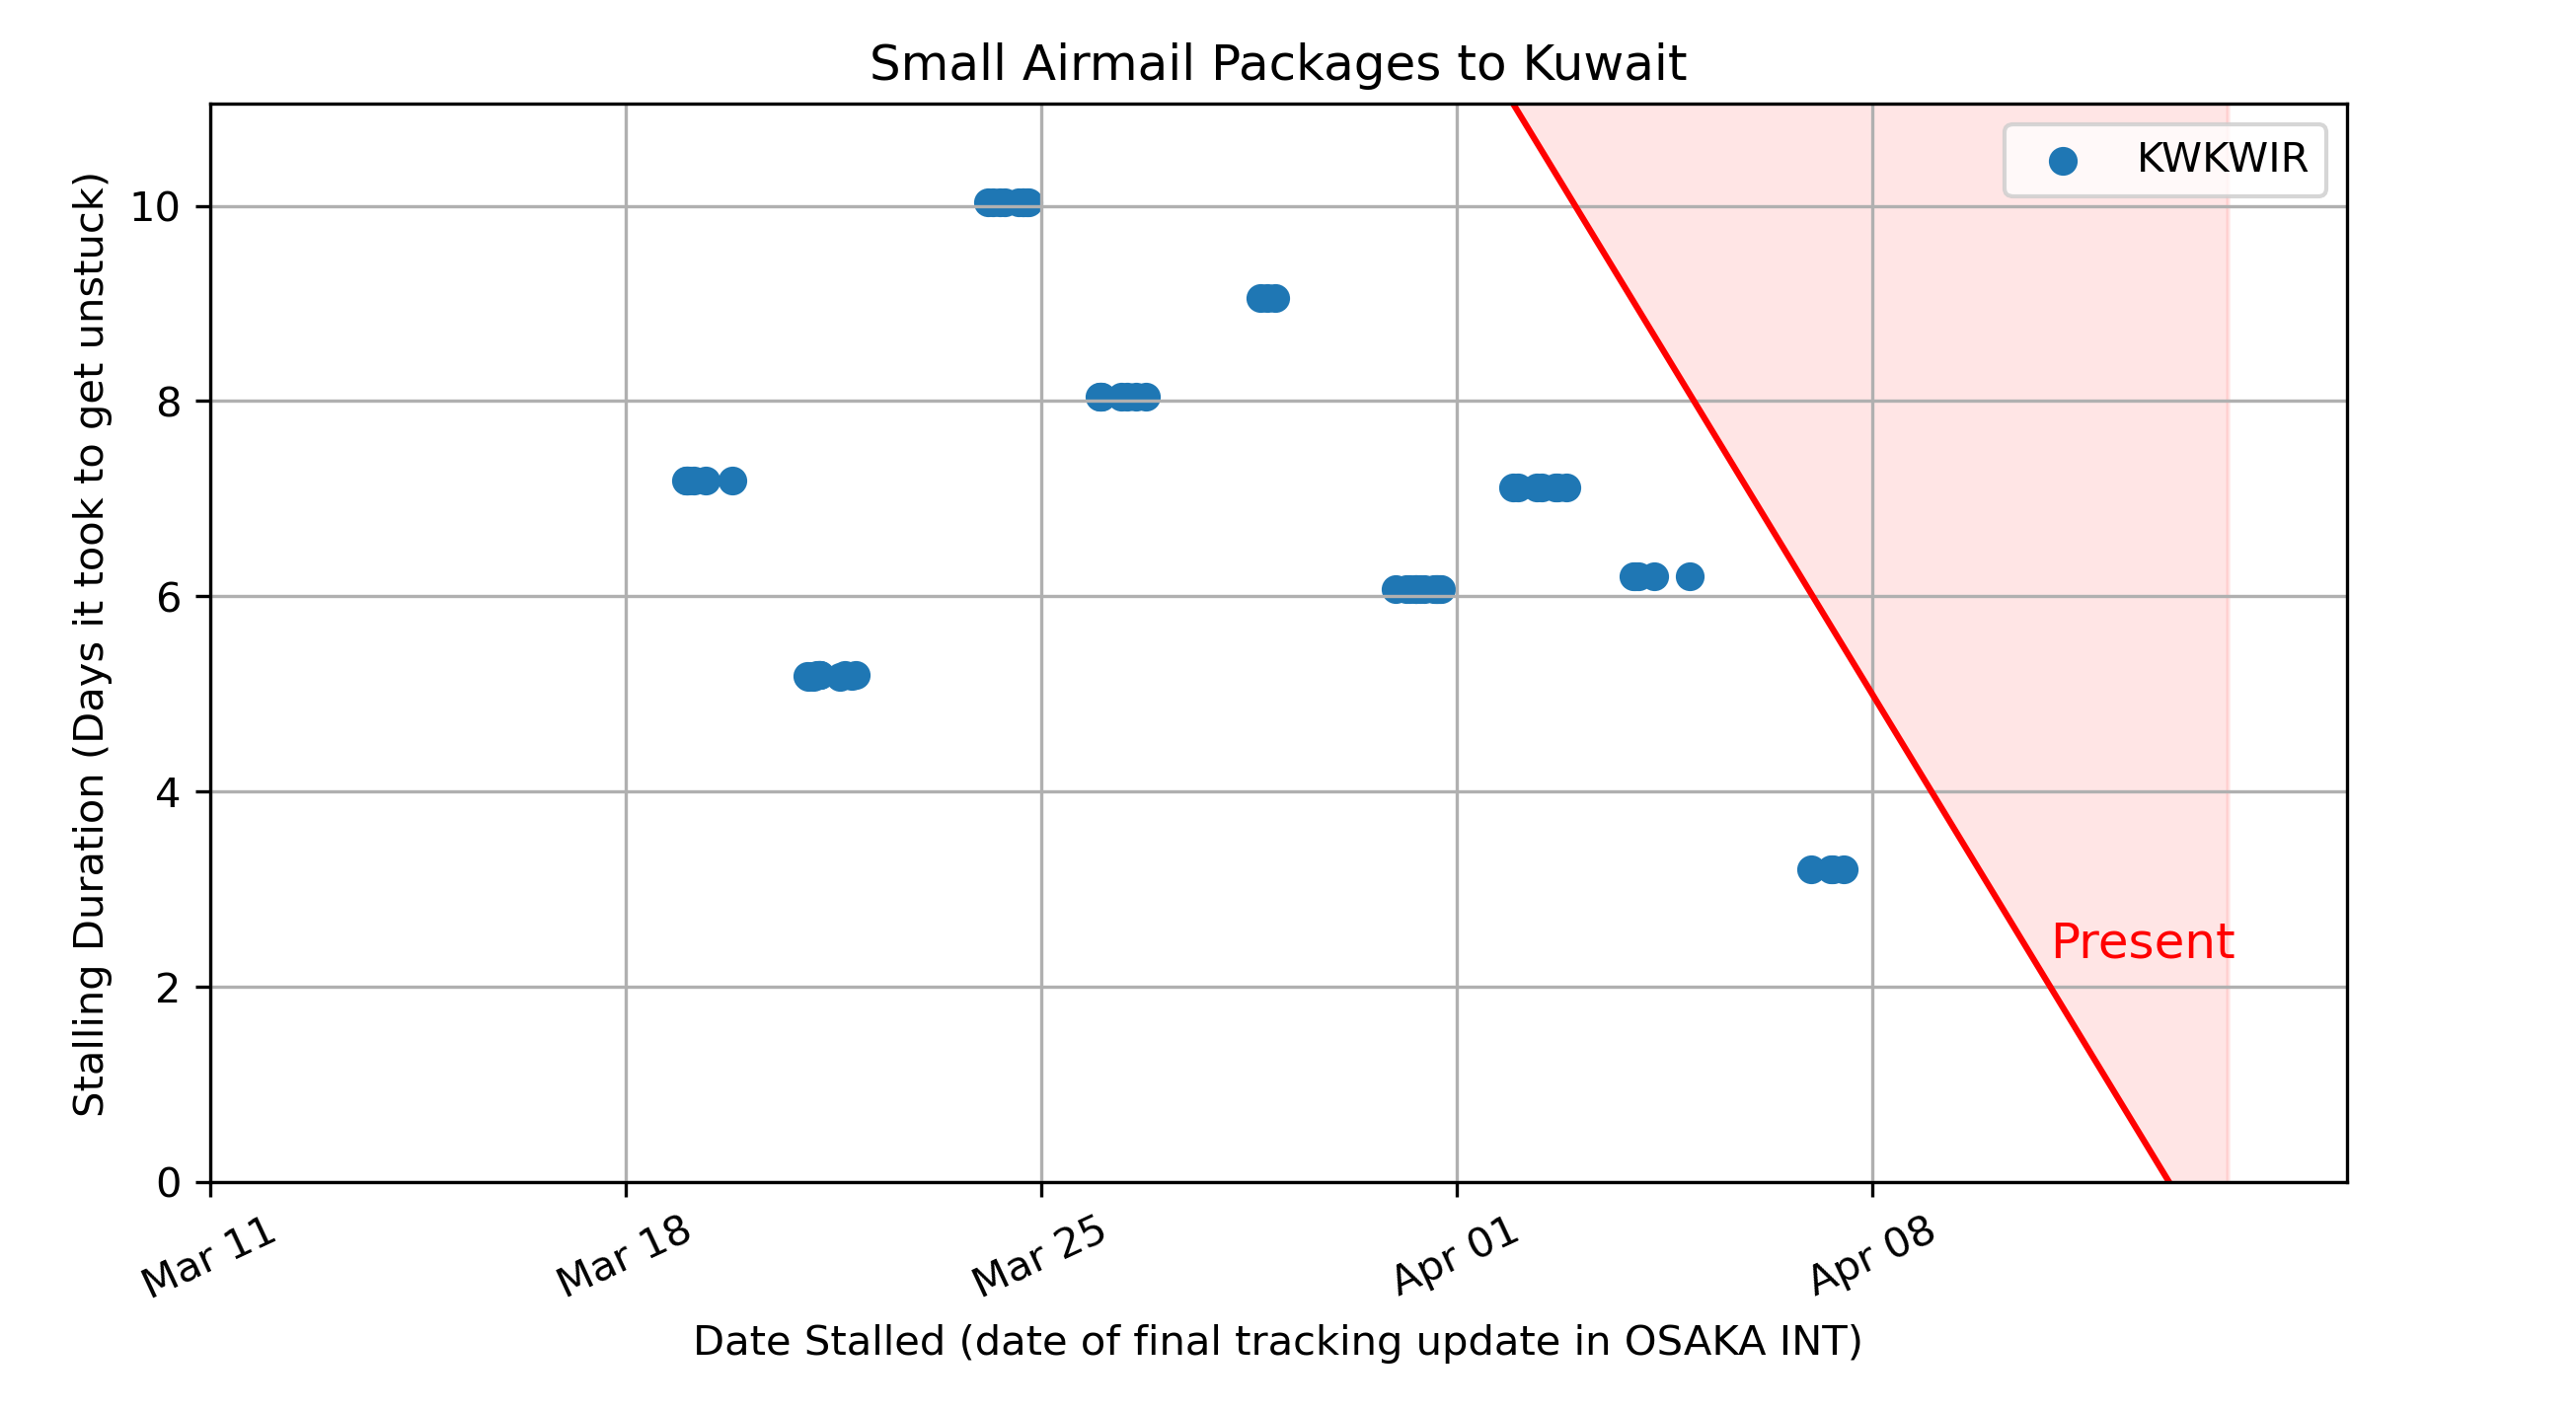 Small Airmail Packages to Kuwait
KWKWIR
Stalling Duration (Days it took to get unstuck)
10
8
6
4
2
0
Present
Mar 11
Mar 18
Mar 25
Apr 01
Apr 08
Date Stalled (date of final tracking update in OSAKA INT)